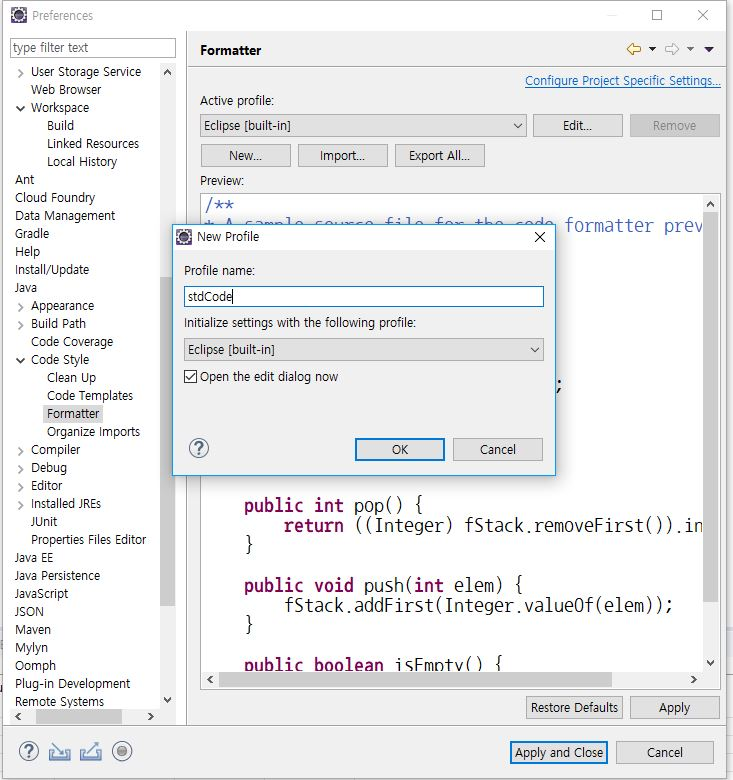 Preferences
type filter text
Formatter
User Storage Service
Web Browser
Workspace
Build
Linked Resources
Local History
Ant
Cloud Foundry
Data Management
Gradle
Help
Install/Update
Java
Appearance
Build Path
Code Coverage
Code Style
Clean Up
Code Templates
Formatter
Organize Imports
Compiler
Debug
Editor
Installed JREs
JUnit
Properties Files Editor
Java EE
Java Persistence
JavaScript
JSON
Maven
Mylyn
Oomph
Plug-in Development
Remote Systems
Configure Project Specific Settings...
Active profile:
Eclipse [built-in]
Edit...
Remove
New...
Import...
Export All...
Preview:
/**
* A sample source file for the code formatter prev
New Profile
Profile name:
stdCode
Initialize settings with the following profile:
Eclipse [built-in]
Open the edit dialog now
OK
Cancel
;
public int pop() {
return ((Integer) fStack.removeFirst()).in
}
public void push(int elem) {
fStack.addFirst(Integer.valueOf(elem));
}
public boolean isEmpty() {
Restore Defaults
Apply
Apply and Close
Cancel